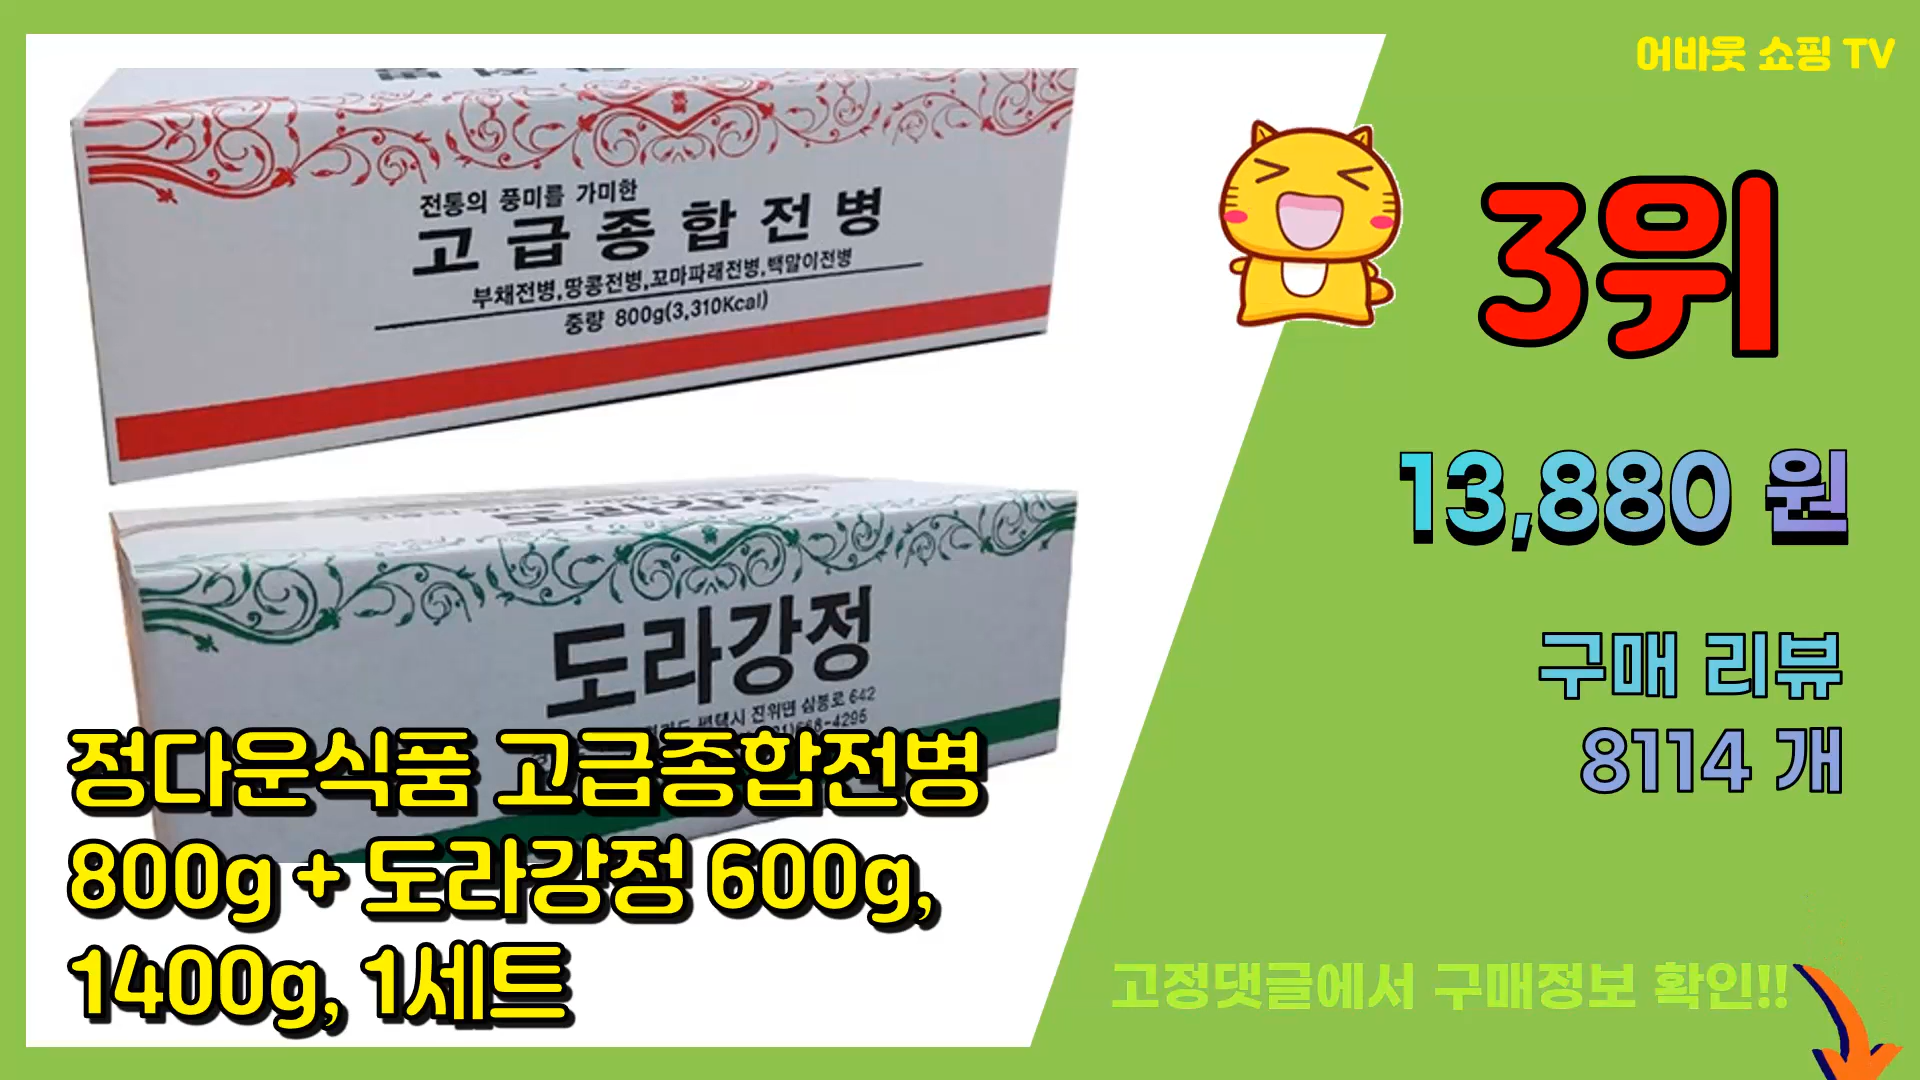 어바웃 쇼핑 TV
3위
13,880 원
구매 리뷰
8114 개
전통의 풍미를 가미한
고급종합전병
부채전병,땅콩전병,꼬마파래전병,백말이전병
중량 800g(3,310Kcal)
도라강정
평택시 진위면 삼봉로 642
668-4295
정다운식품 고급종합전병
800g + 도라강정 600g,
1400g, 1세트
고정댓글에서 구매정보 확인!!